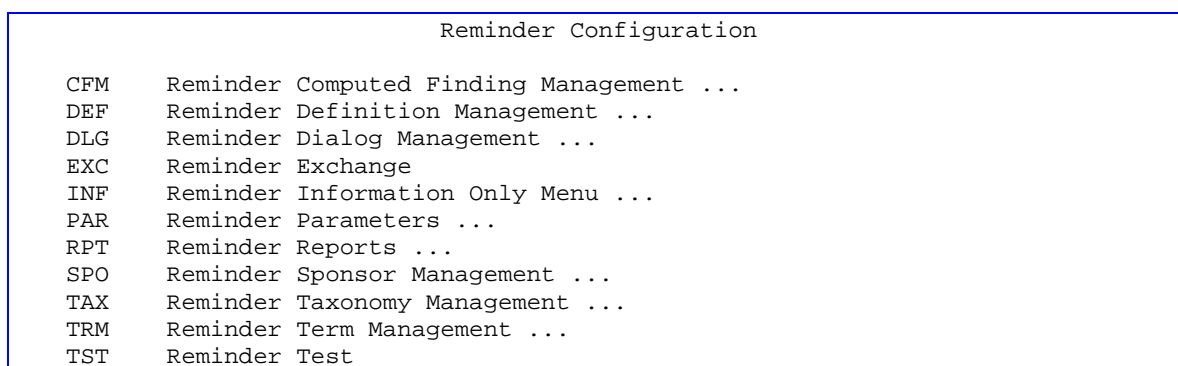 Reminder Configuration
CFM Reminder Computed Finding Management ...
DEF Reminder Definition Management ...
DLG Reminder Dialog Management ...
EXC Reminder Exchange
INF Reminder Information Only Menu ...
PAR Reminder Parameters ...
RPT Reminder Reports ...
SPO Reminder Sponsor Management ...
TAX Reminder Taxonomy Management ...
TRM Reminder Term Management ...
TST Reminder Test